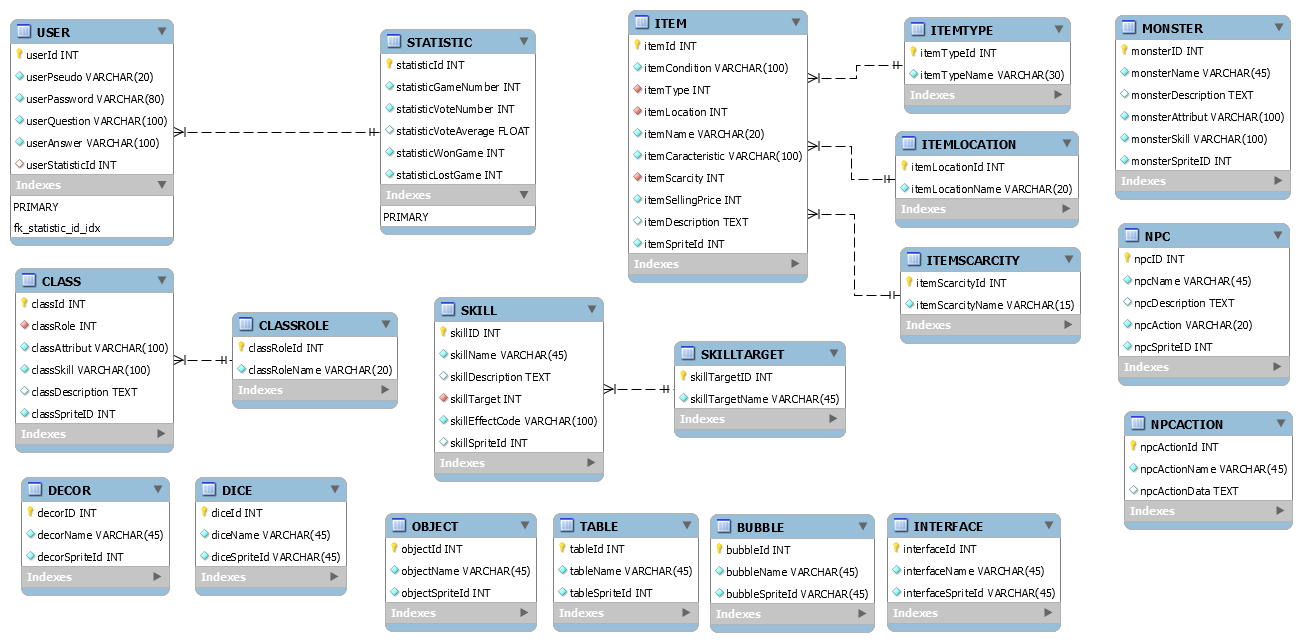 USER
userId INT
userPseudo VARCHAR(20)
userPassword VARCHAR(80)
userQuestion VARCHAR(100)
userAnswer VARCHAR(100)
userStatisticId INT
Indexes
PRIMARY
fk_statistic_id_idx
STATISTIC
statisticId INT
statisticGameNumber INT
statisticVoteNumber INT
statisticVoteAverage FLOAT
statisticWonGame INT
statisticLostGame INT
Indexes
PRIMARY
ITEM
itemId INT
itemCondition VARCHAR(100)
itemType INT
itemLocation INT
itemName VARCHAR(20)
itemCaracteristic VARCHAR(100)
itemScarcity INT
itemSellingPrice INT
itemDescription TEXT
itemSpriteId INT
Indexes
ITEMTYPE
itemTypeId INT
itemTypeName VARCHAR(30)
Indexes
ITEMLOCATION
itemLocationId INT
itemLocationName VARCHAR(20)
Indexes
ITEMSCARCITY
itemScarcityId INT
itemScarcityName VARCHAR(15)
Indexes
MONSTER
monsterID INT
monsterName VARCHAR(45)
monsterDescription TEXT
monsterAttribut VARCHAR(100)
monsterSkill VARCHAR(100)
monsterSpriteID INT
Indexes
NPC
npcID INT
npcName VARCHAR(45)
npcDescription TEXT
npcAction VARCHAR(20)
npcSpriteID INT
Indexes
CLASS
classId INT
classRole INT
classAttribut VARCHAR(100)
classSkill VARCHAR(100)
classDescription TEXT
classSpriteID INT
Indexes
CLASSROLE
classRoleId INT
classRoleName VARCHAR(20)
Indexes
SKILL
skillID INT
skillName VARCHAR(45)
skillDescription TEXT
skillTarget INT
skillEffectCode VARCHAR(100)
skillSpriteId INT
Indexes
SKILLTARGET
skillTargetID INT
skillTargetName VARCHAR(45)
Indexes
NPCACTION
npcActionId INT
npcActionName VARCHAR(45)
npcActionData TEXT
Indexes
DECOR
decorID INT
decorName VARCHAR(45)
decorSpriteId INT
Indexes
DICE
diceId INT
diceName VARCHAR(45)
diceSpriteId VARCHAR(45)
Indexes
OBJECT
objectId INT
objectName VARCHAR(45)
objectSpriteId INT
Indexes
TABLE
tableId INT
tableName VARCHAR(45)
tableSpriteId INT
Indexes
BUBBLE
bubbleId INT
bubbleName VARCHAR(45)
bubbleSpriteId VARCHAR(45)
Indexes
INTERFACE
interfaceId INT
interfaceName VARCHAR(45)
interfaceSpriteId VARCHAR(45)
Indexes